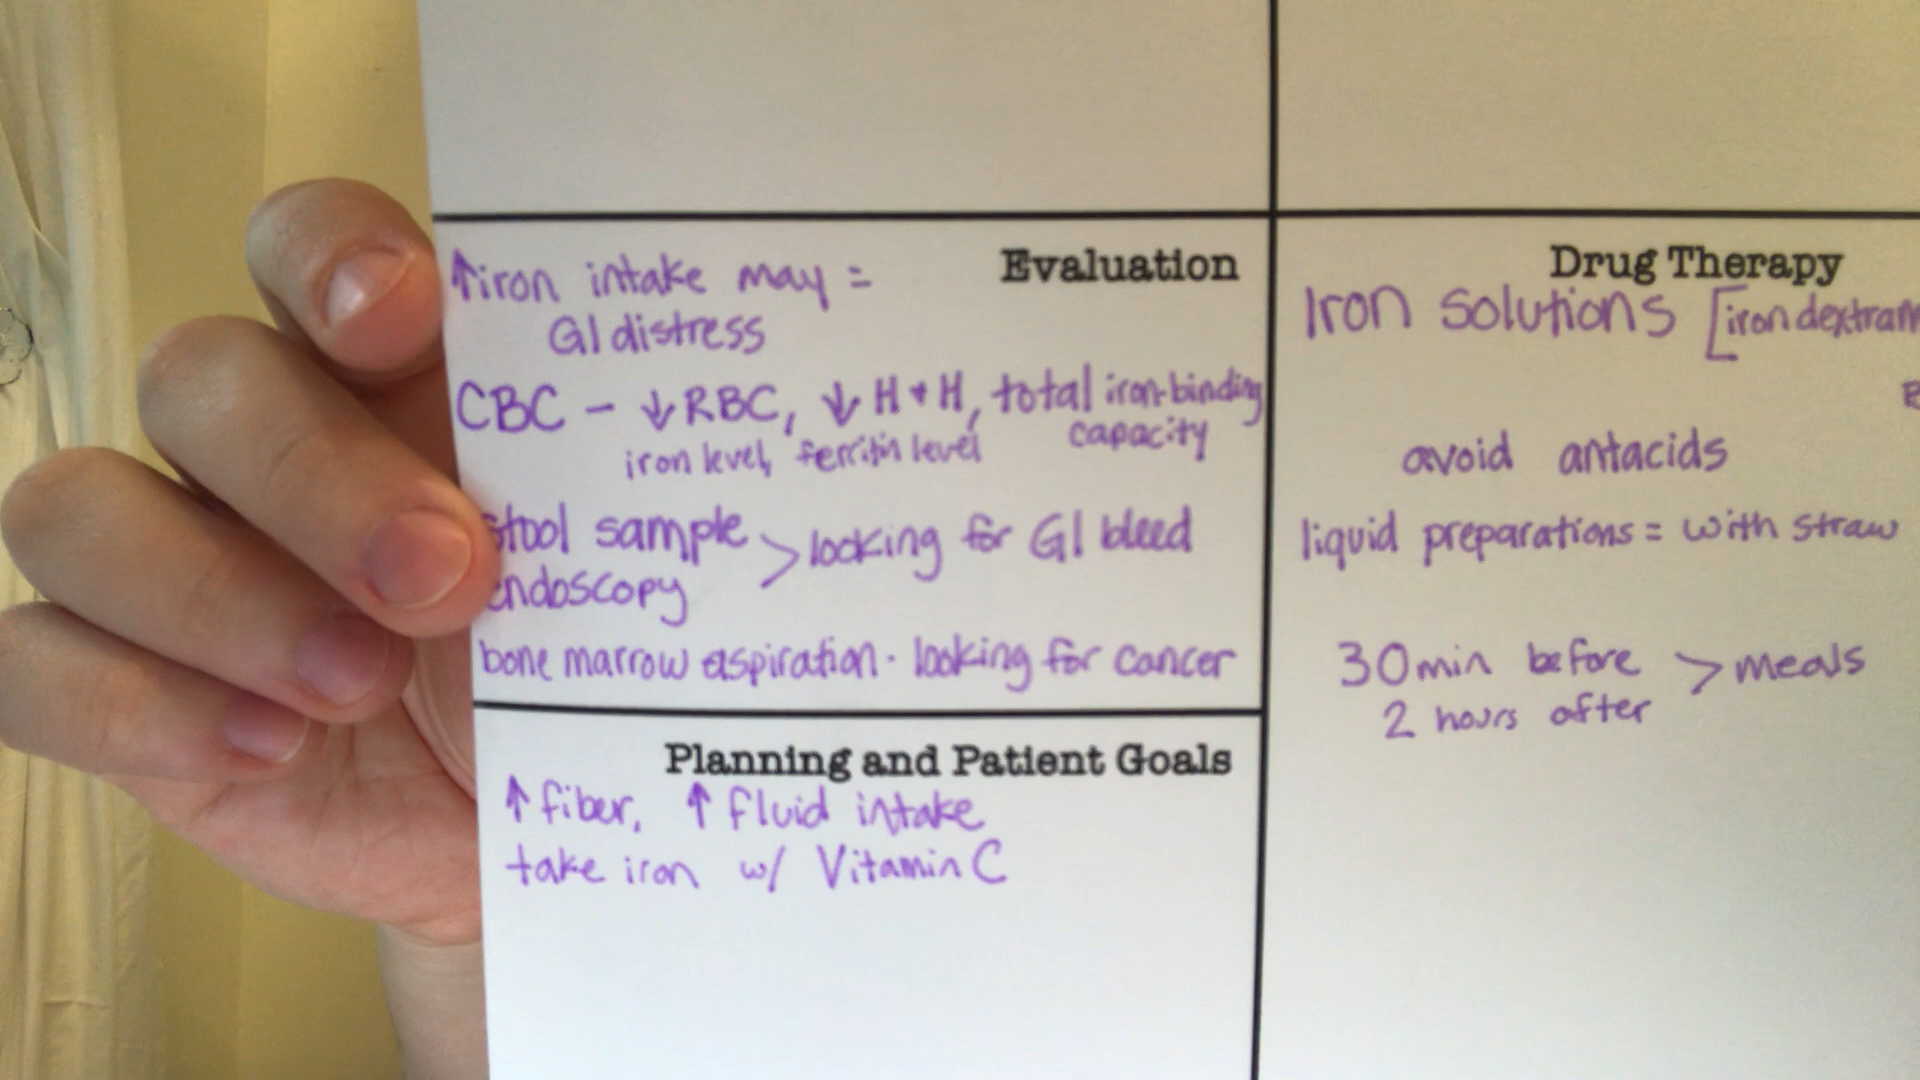 Evaluation
↑iron intake may =
GI distress
CBC - ↓RBC, ↓H+H, total iron-binding
capacity
iron level, ferritin level
stool sample > looking for GI bleed
endoscopy
bone marrow aspiration - looking for cancer
Planning and Patient Goals
↑ fiber, ↑ fluid intake
take iron w/ Vitamin C
Drug Therapy
Iron solutions [iron dextran
avoid antacids
liquid preparations = with straw
30min before > meals
2 hours after